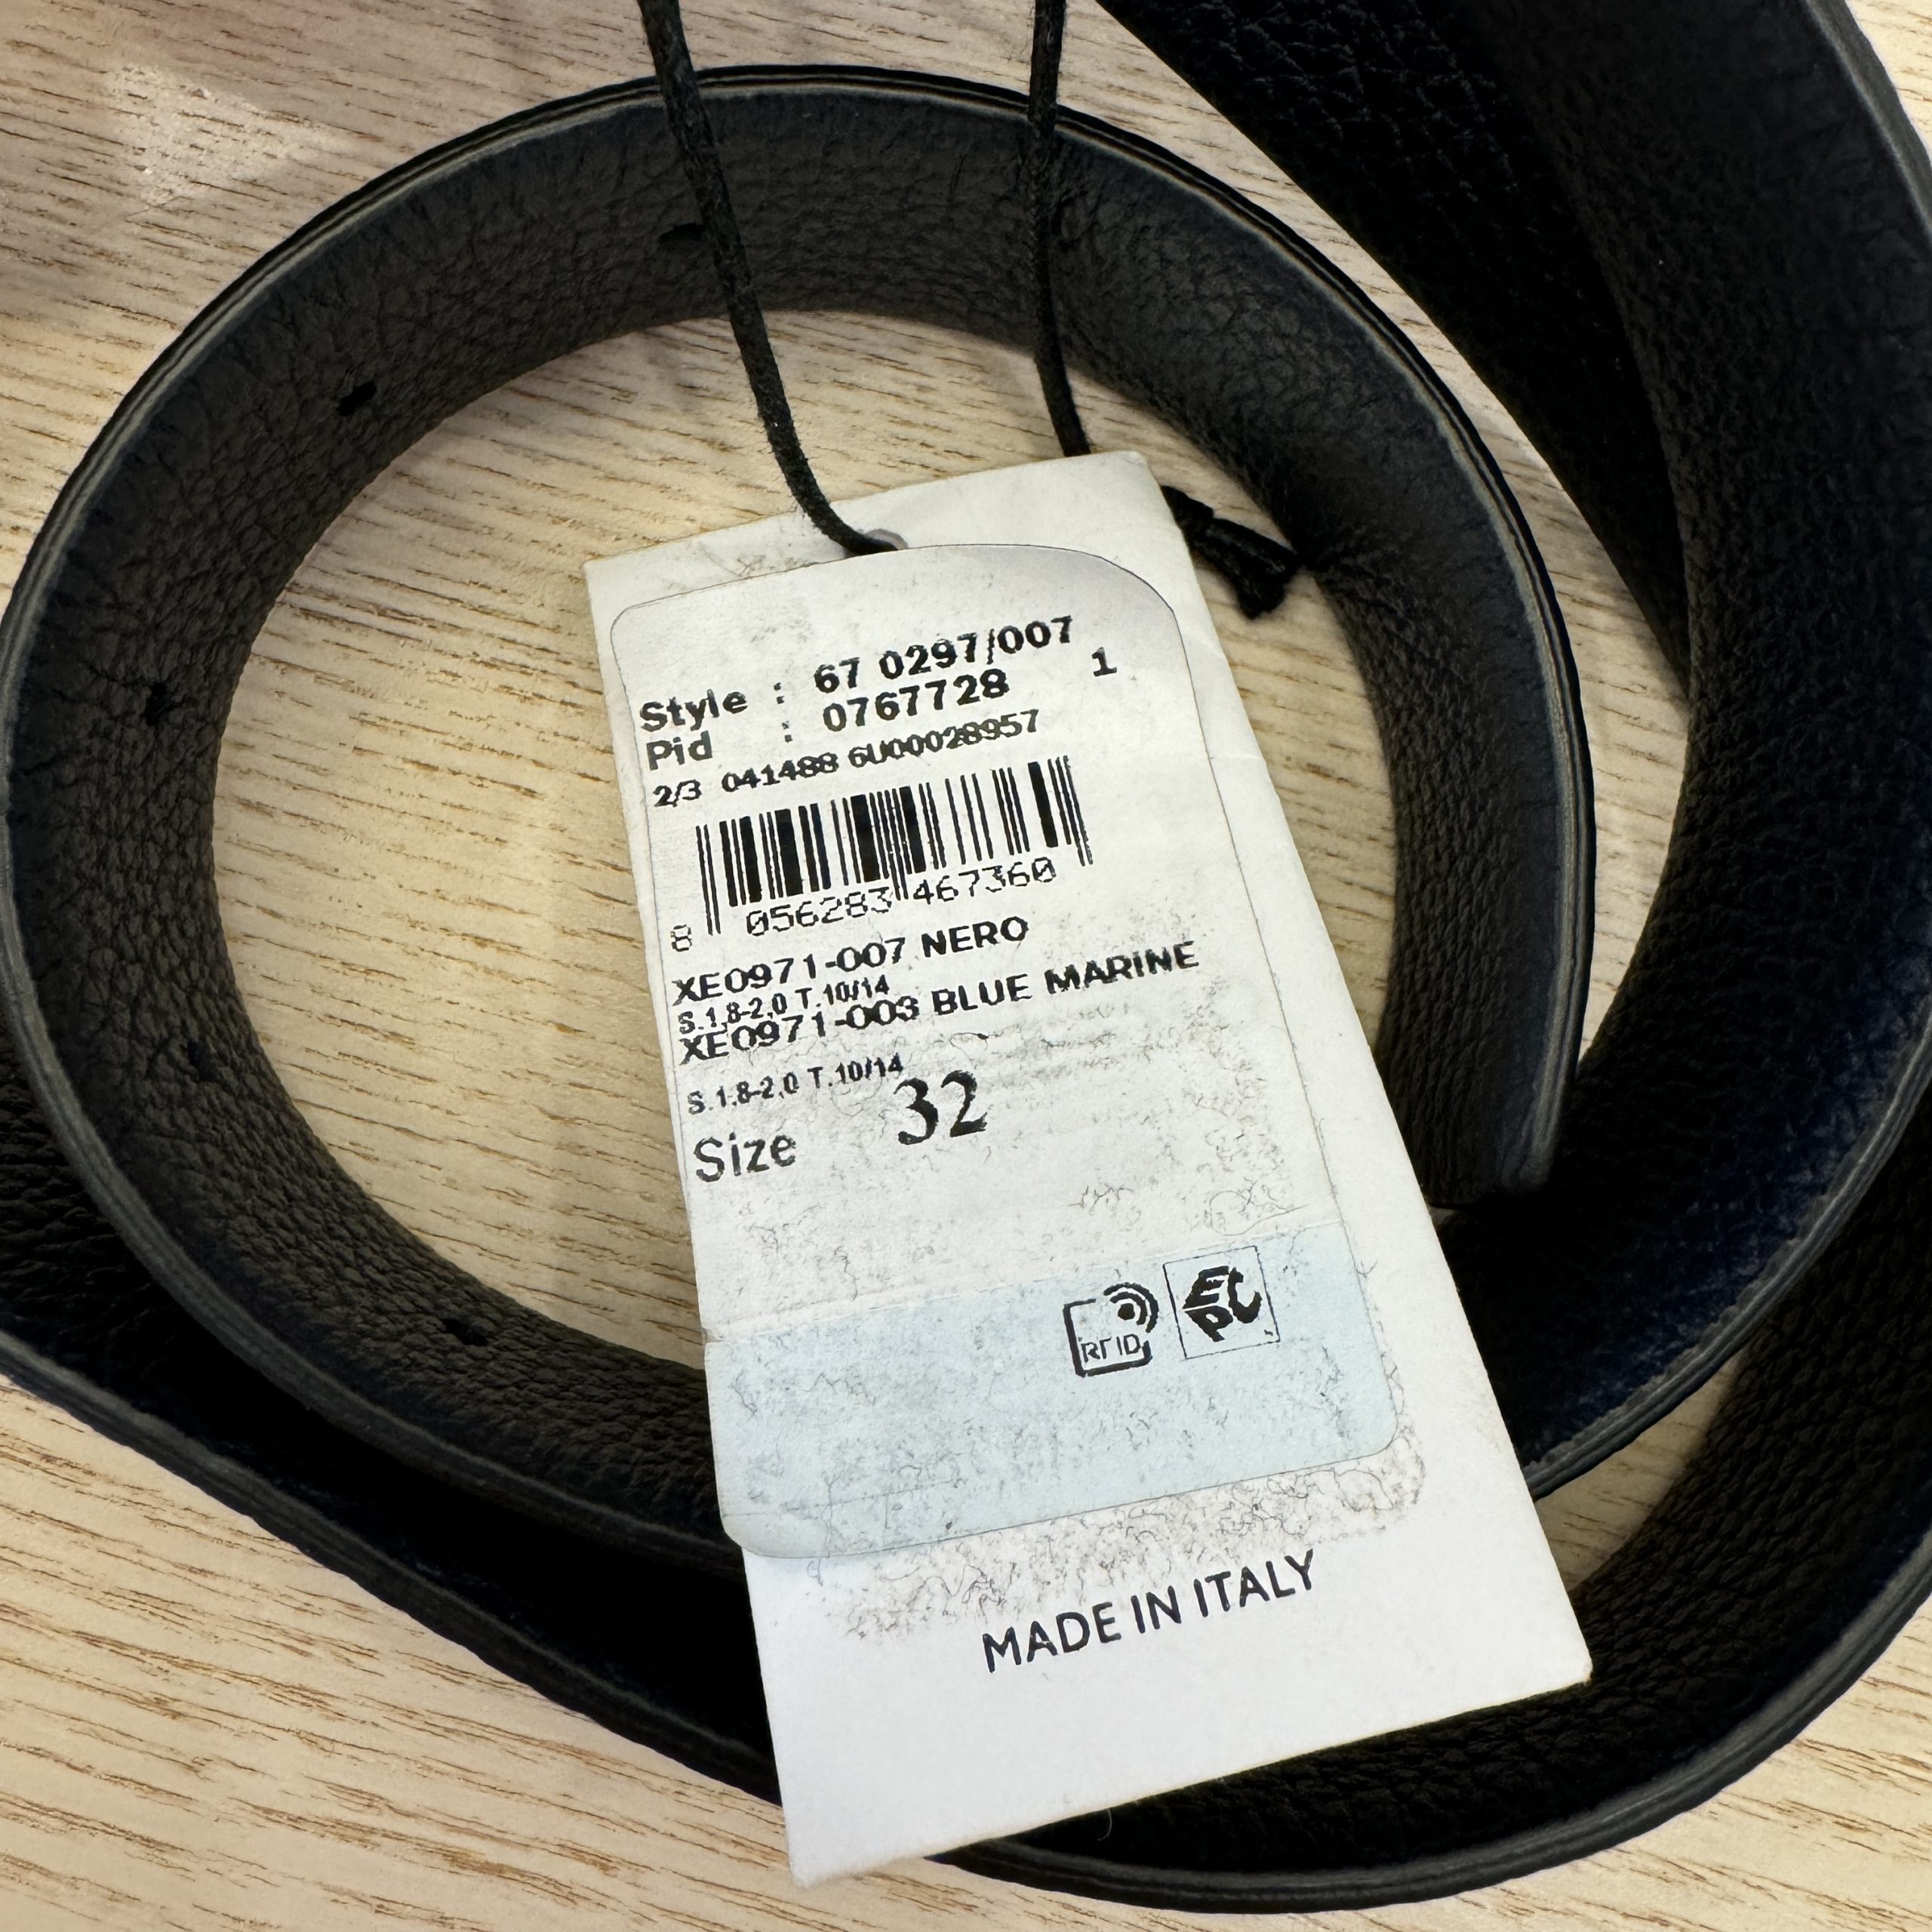 Style : 67 0297/007
Pid : 0767728 1
2/3 041488 6U00028957
8 056283 467360
XE0971-007 NERO
S.1,8-2,0 T.10/14
XE0971-003 BLUE MARINE
S.1,8-2,0 T.10/14
Size 32
RFID
EPC
MADE IN ITALY